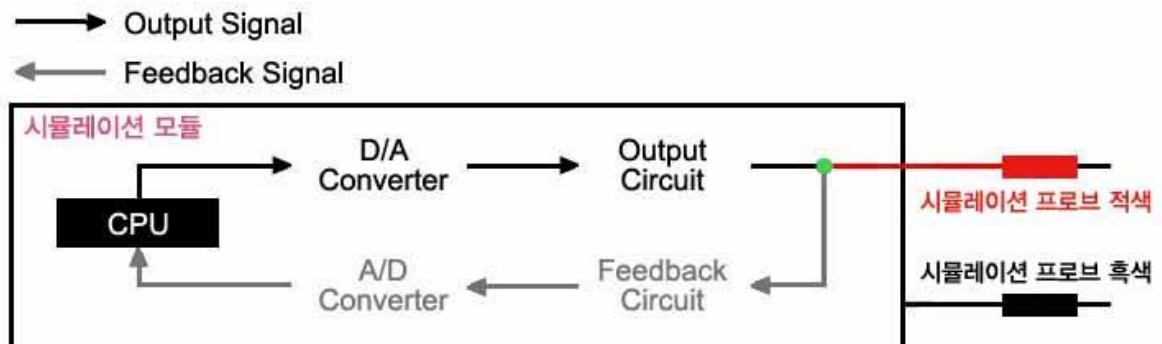 Output Signal
Feedback Signal
시뮬레이션 모듈
D/A
Converter
Output
Circuit
시뮬레이션 프로브 적색
CPU
A/D
Converter
Feedback
Circuit
시뮬레이션 프로브 흑색